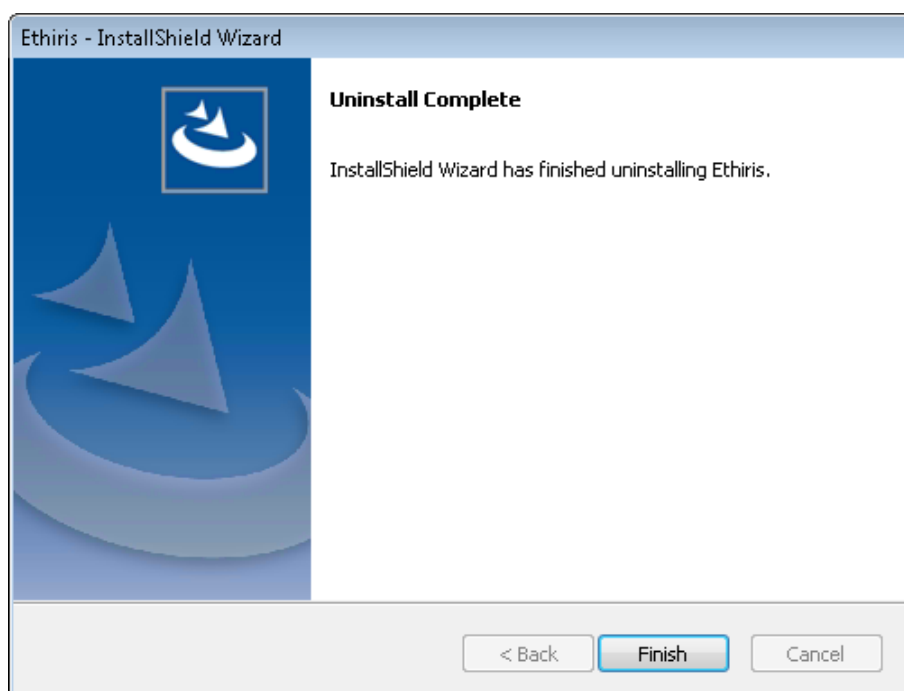 Ethiris - InstallShield Wizard
Uninstall Complete
InstallShield Wizard has finished uninstalling Ethiris.
< Back
Finish
Cancel